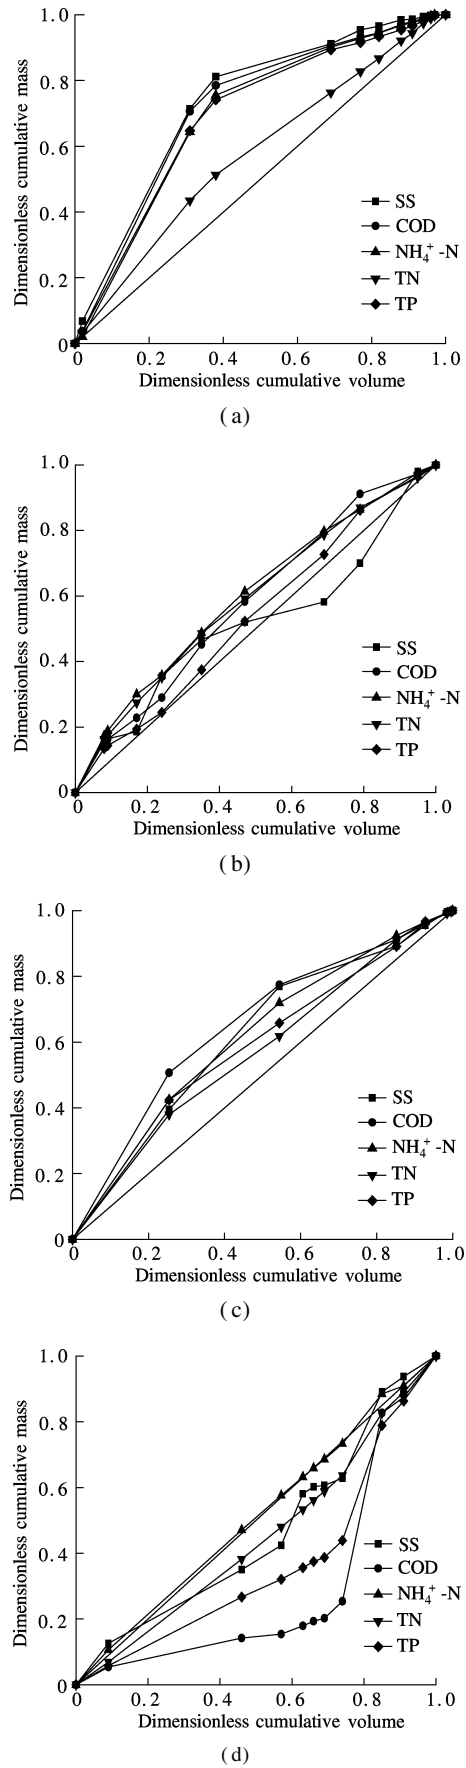 1.0
0.8
0.6
0.4
0.2
0
Dimensionless cumulative mass
SS
COD
NH₄⁺ -N
TN
TP
0 0.2 0.4 0.6 0.8 1.0
Dimensionless cumulative volume
(a)
1.0
0.8
0.6
0.4
0.2
0
Dimensionless cumulative mass
SS
COD
NH₄⁺ -N
TN
TP
0 0.2 0.4 0.6 0.8 1.0
Dimensionless cumulative volume
(b)
1.0
0.8
0.6
0.4
0.2
0
Dimensionless cumulative mass
SS
COD
NH₄⁺ -N
TN
TP
0 0.2 0.4 0.6 0.8 1.0
Dimensionless cumulative volume
(c)
1.0
0.8
0.6
0.4
0.2
0
Dimensionless cumulative mass
SS
COD
NH₄⁺ -N
TN
TP
0 0.2 0.4 0.6 0.8 1.0
Dimensionless cumulative volume
(d)